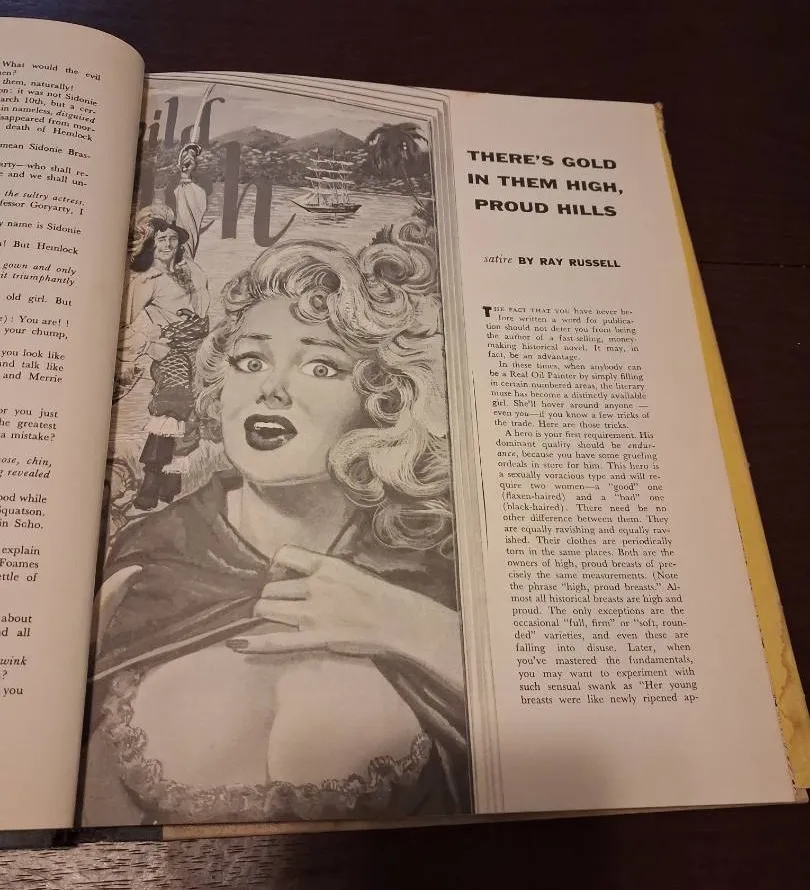 What would the evil
them, naturally!
on: it was not Sidonie
arch 10th, but a cer-
in nameless, disguised
isappeared from mor-
death of Hemlock
mean Sidonie Bras-
arty—who shall re-
e and we shall un-
the sultry actress.
fessor Goryarty, I
y name is Sidonie
! But Hemlock
gown and only
it triumphantly
old girl. But
: You are! !
your chump,
you look like
and talk like
and Merrie
or you just
he greatest
a mistake?
ose, chin,
g revealed
ood while
Squatson.
in Soho.
explain
Foames
ettle of
about
nd all
wink
?
you
THERE'S GOLD
IN THEM HIGH,
PROUD HILLS
satire BY RAY RUSSELL
THE FACT THAT YOU have never be-
fore written a word for publica-
tion should not deter you from being
the author of a fast-selling, money-
making historical novel. It may, in
fact, be an advantage.
In these times, when anybody can
be a Real Oil Painter by simply filling
in certain numbered areas, the literary
muse has become a distinctly available
girl. She'll hover around anyone —
even you—if you know a few tricks of
the trade. Here are those tricks.
A hero is your first requirement. His
dominant quality should be endur-
ance, because you have some grueling
ordeals in store for him. This hero is
a sexually voracious type and will re-
quire two women—a "good" one
(flaxen-haired) and a "bad" one
(black-haired). There need be no
other difference between them. They
are equally ravishing and equally rav-
ished. Their clothes are periodically
torn in the same places. Both are the
owners of high, proud breasts of pre-
cisely the same measurements. (Note
the phrase "high, proud breasts." Al-
most all historical breasts are high and
proud. The only exceptions are the
occasional "full, firm" or "soft, roun-
ded" varieties, and even these are
falling into disuse. Later, when
you've mastered the fundamentals,
you may want to experiment with
such sensual swank as "Her young
breasts were like newly ripened ap-